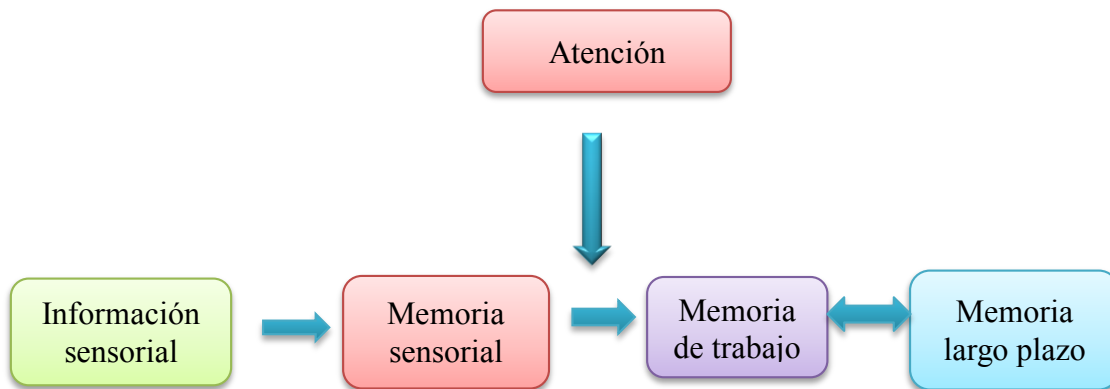 Atención
Información
sensorial
Memoria
sensorial
Memoria
de trabajo
Memoria
largo plazo